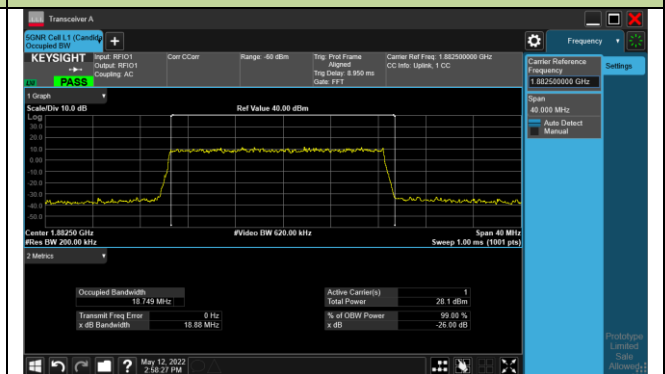 Transceiver A
5GNR Cell L1 (Candida
Occupied BW
KEYSIGHT
Input: RFIO1
Output: RFIO1
Coupling: AC
Corr CCorr
Range: -60 dBm
Trig: Prot Frame
Aligned
Trig Delay: 8.950 ms
Gate: FFT
Carrier Ref Freq: 1.882500000 GHz
CC Info: Uplink, 1 CC
PASS
Frequency
Carrier Reference
Frequency
1.882500000 GHz
Settings
Span
40.000 MHz
Auto Detect
Manual
1 Graph
Scale/Div 10.0 dB
Ref Value 40.00 dBm
Log
30.0
20.0
10.0
0.00
-10.0
-20.0
-30.0
-40.0
-50.0
Center 1.88250 GHz
#Video BW 620.00 kHz
Span 40 MHz
#Res BW 200.00 kHz
Sweep 1.00 ms (1001 pts)
2 Metrics
Occupied Bandwidth
18.749 MHz
Transmit Freq Error 0 Hz
x dB Bandwidth 18.88 MHz
Active Carrier(s) 1
Total Power 28.1 dBm
% of OBW Power 99.00 %
x dB -26.00 dB
May 12, 2022
2:58:27 PM
Prototype
Limited
Sale
Allowed